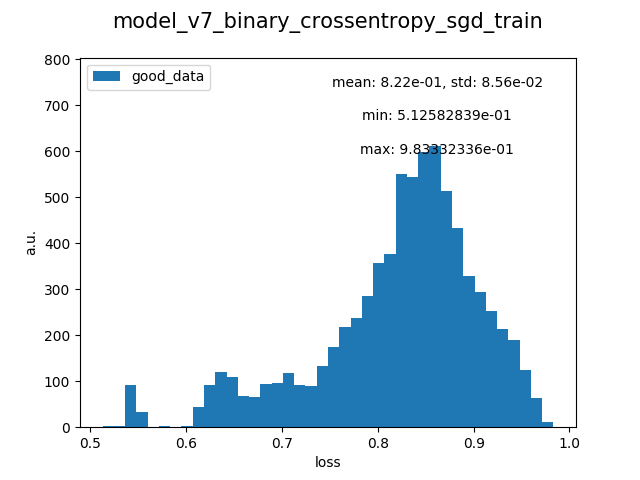 model_v7_binary_crossentropy_sgd_train
good_data
mean: 8.22e-01, std: 8.56e-02
min: 5.12582839e-01
max: 9.83332336e-01
a.u.
800
700
600
500
400
300
200
100
0
0.5 0.6 0.7 0.8 0.9 1.0
loss